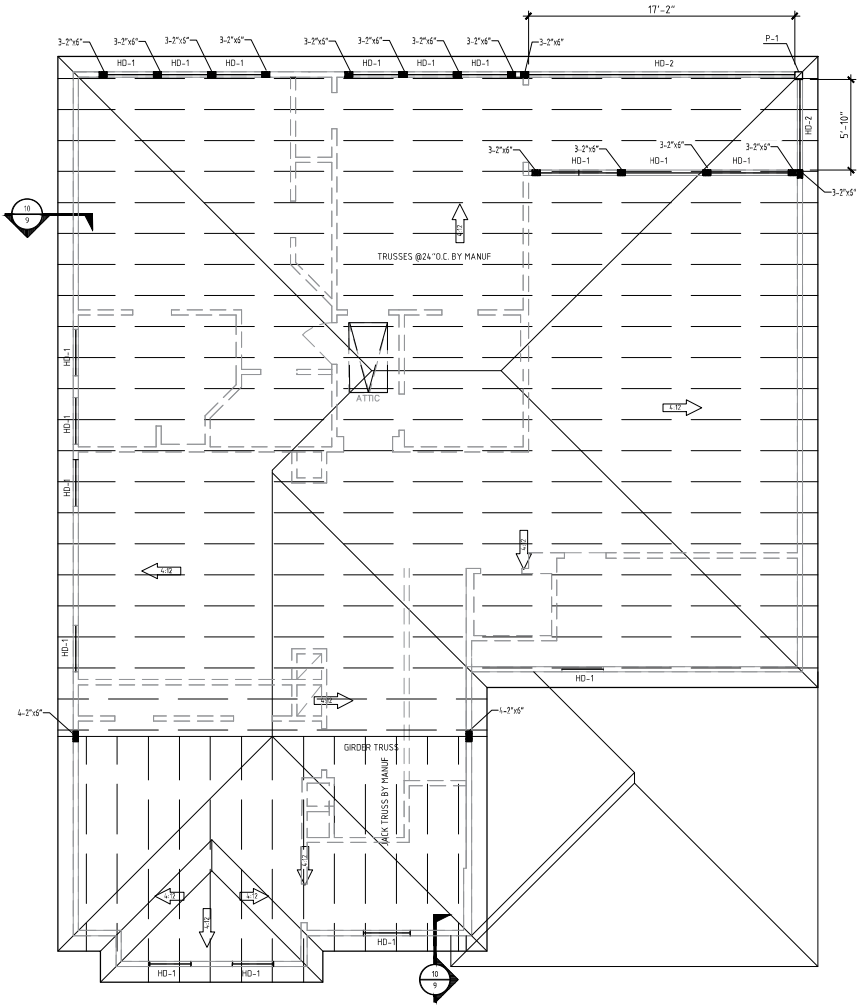 17'-2"
P-1
3-2"x6"
3-2"x6"
3-2"x6"
3-2"x6"
3-2"x6"
3-2"x6"
3-2"x6"
3-2"x6"
3-2"x6"
HD-1
HD-1
HD-1
HD-1
HD-1
HD-1
HD-2
HD-2
5'-10"
3-2"x6"
3-2"x6"
3-2"x6"
3-2"x6"
HD-1
HD-1
HD-1
3-2"x6"
10
9
4:12
TRUSSES @24"O.C. BY MANUF
HD-1
ATTIC
4:12
HD-1
HD-1
4:12
4:12
HD-1
HD-1
4:12
4-2"x6"
4-2"x6"
GIRDER TRUSS
JACK TRUSS BY MANUF
4:12
4:12
4:12
4:12
HD-1
HD-1
HD-1
10
9